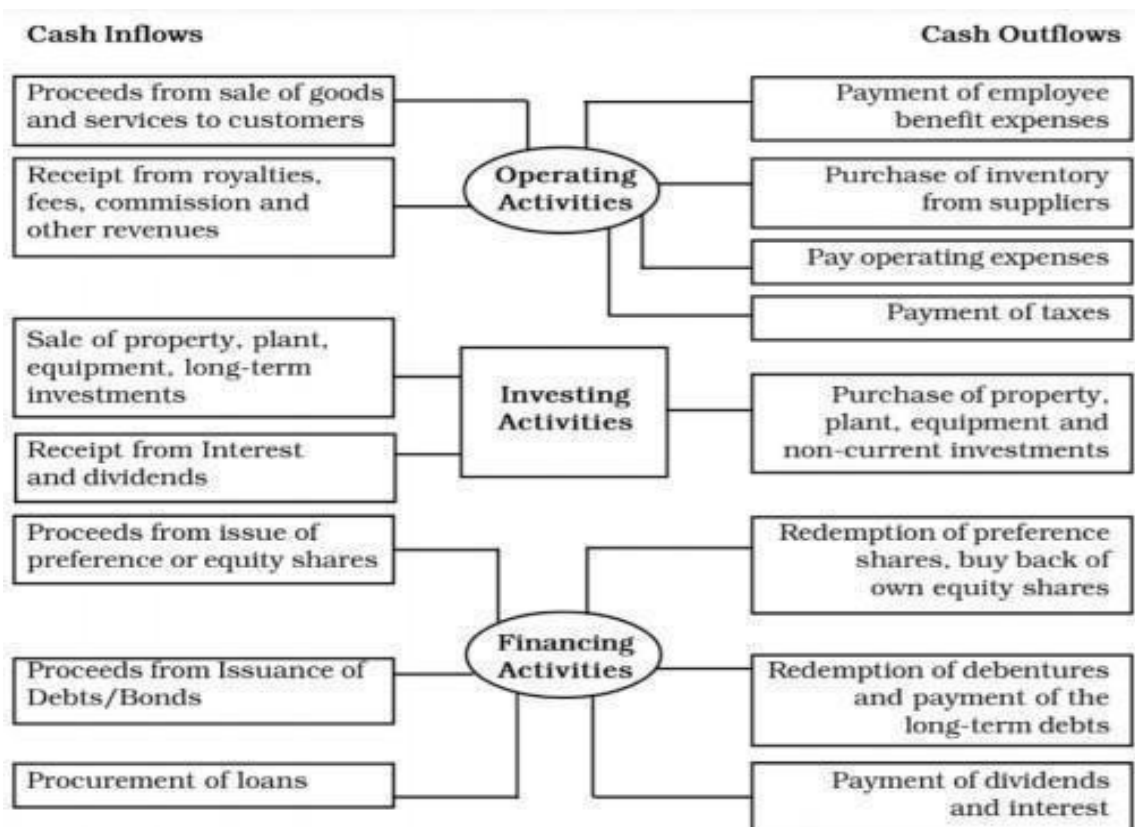 Cash Inflows
Cash Outflows
Proceeds from sale of goods
and services to customers
Receipt from royalties,
fees, commission and
other revenues
Operating
Activities
Payment of employee
benefit expenses
Purchase of inventory
from suppliers
Pay operating expenses
Payment of taxes
Sale of property, plant,
equipment, long-term
investments
Receipt from Interest
and dividends
Investing
Activities
Purchase of property,
plant, equipment and
non-current investments
Proceeds from issue of
preference or equity shares
Proceeds from Issuance of
Debts/Bonds
Procurement of loans
Financing
Activities
Redemption of preference
shares, buy back of
own equity shares
Redemption of debentures
and payment of the
long-term debts
Payment of dividends
and interest